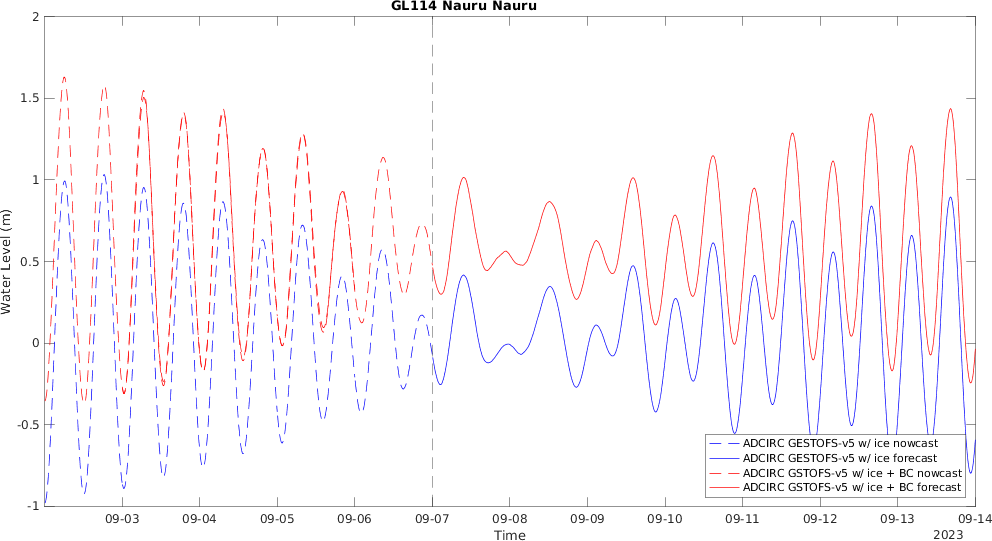 GL114 Nauru Nauru
2
1.5
1
0.5
0
-0.5
-1
Water Level (m)
ADCIRC GESTOFS-v5 w/ ice nowcast
ADCIRC GESTOFS-v5 w/ ice forecast
ADCIRC GSTOFS-v5 w/ ice + BC nowcast
ADCIRC GSTOFS-v5 w/ ice + BC forecast
09-03 09-04 09-05 09-06 09-07 09-08 09-09 09-10 09-11 09-12 09-13 09-14
Time
2023